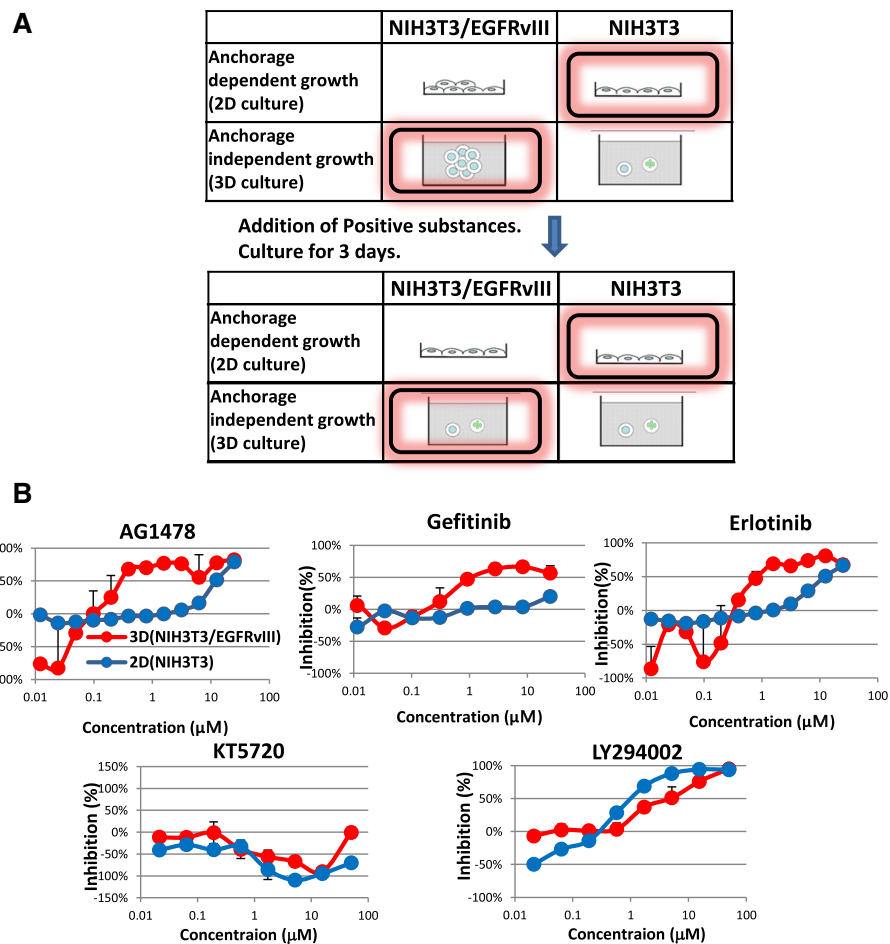 A
NIH3T3/EGFRvIII NIH3T3
Anchorage
dependent growth
(2D culture)
Anchorage
independent growth
(3D culture)
Addition of Positive substances.
Culture for 3 days.
NIH3T3/EGFRvIII NIH3T3
Anchorage
dependent growth
(2D culture)
Anchorage
independent growth
(3D culture)
B
AG1478
00%
50%
0%
50%
00%
3D(NIH3T3/EGFRvIII)
2D(NIH3T3)
0.01 0.1 1 10 100
Concentration (μM)
Gefitinib
Inhibition(%)
100%
50%
0%
-50%
-100%
0.01 0.1 1 10 100
Concentration (μM)
Erlotinib
Inhibition(%)
100%
50%
0%
-50%
-100%
0.01 0.1 1 10 100
Concentration (μM)
KT5720
Inhibition (%)
150%
100%
50%
0%
-50%
-100%
-150%
0.01 0.1 1 10 100
Concentraion (μM)
LY294002
Inhibition (%)
100%
50%
0%
-50%
-100%
0.01 0.1 1 10 100
Concentration (μM)